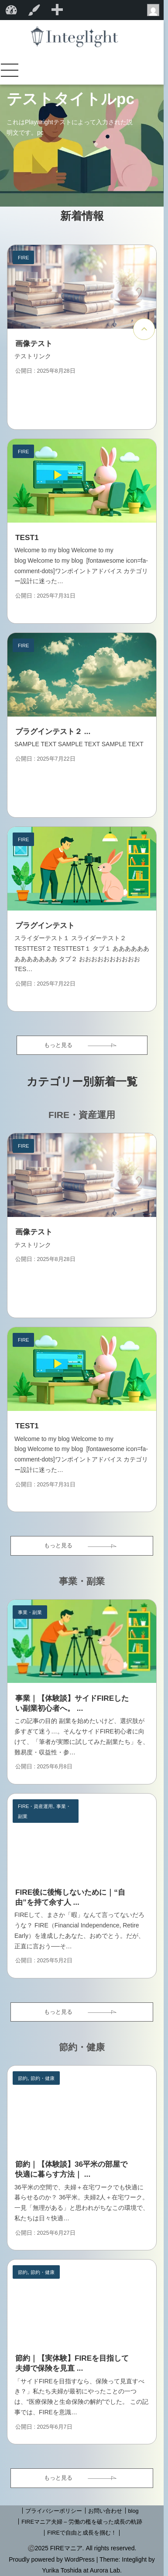 Integlight
テストタイトルpc
これはPlaywrightテストによって入力された説
明文です。pc
新着情報
FIRE
画像テスト
テストリンク
公開日 : 2025年8月28日
FIRE
TEST1
Welcome to my blog Welcome to my
blog Welcome to my blog [fontawesome icon=fa-
comment-dots]ワンポイントアドバイス カテゴリ
ー設計に迷った…
公開日 : 2025年7月31日
FIRE
プラグインテスト２ ...
SAMPLE TEXT SAMPLE TEXT SAMPLE TEXT
公開日 : 2025年7月22日
FIRE
プラグインテスト
スライダーテスト１ スライダーテスト２
TESTTEST２ TESTTEST１ タブ１ ああああああ
あああああああ タブ２ おおおおおおおおおお
TES…
公開日 : 2025年7月22日
もっと見る
カテゴリー別新着一覧
FIRE・資産運用
FIRE
画像テスト
テストリンク
公開日 : 2025年8月28日
FIRE
TEST1
Welcome to my blog Welcome to my
blog Welcome to my blog [fontawesome icon=fa-
comment-dots]ワンポイントアドバイス カテゴリ
ー設計に迷った…
公開日 : 2025年7月31日
もっと見る
事業・副業
事業・副業
事業｜【体験談】サイドFIREした
い副業初心者へ。 ...
この記事の目的 副業を始めたいけど、選択肢が
多すぎて迷う…。そんなサイドFIRE初心者に向
けて、「筆者が実際に試してみた副業たち」を、
難易度・収益性・参…
公開日 : 2025年6月8日
FIRE・資産運用, 事業・
副業
FIRE後に後悔しないために｜“自
由”を持て余す人 ...
FIREして、まさか「暇」なんて言ってないだろ
うな？ FIRE（Financial Independence, Retire
Early）を達成したあなた、おめでとう。だが、
正直に言おう──そ…
公開日 : 2025年5月2日
もっと見る
節約・健康
節約, 節約・健康
節約｜【体験談】36平米の部屋で
快適に暮らす方法｜ ...
36平米の空間で、夫婦＋在宅ワークでも快適に
暮らせるのか？ 36平米。夫婦2人＋在宅ワーク。
一見「無理がある」と思われがちなこの環境で、
私たちは日々快適…
公開日 : 2025年6月27日
節約, 節約・健康
節約｜【実体験】FIREを目指して
夫婦で保険を見直 ...
「サイドFIREを目指すなら、保険って見直すべ
き？」私たち夫婦が最初にやったことの一つ
は、“医療保険と生命保険の解約”でした。 この記
事では、FIREを意識…
公開日 : 2025年6月7日
もっと見る
| プライバシーポリシー | お問い合わせ | blog
| FIREマニア夫婦 – 労働の檻を破った成長の軌跡
| FIREで自由と成長を掴む！ |
©2025 FIREマニア. All rights reserved.
Proudly powered by WordPress | Theme: Integlight by
Yurika Toshida at Aurora Lab.